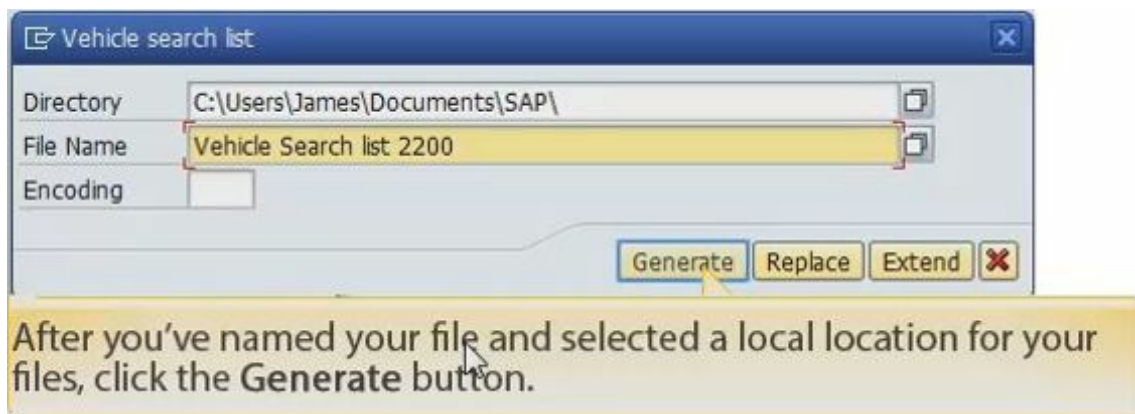 Vehicle search list
Directory C:\Users\James\Documents\SAP\
File Name Vehicle Search list 2200
Encoding
Generate Replace Extend
After you've named your file and selected a local location for your
files, click the Generate button.